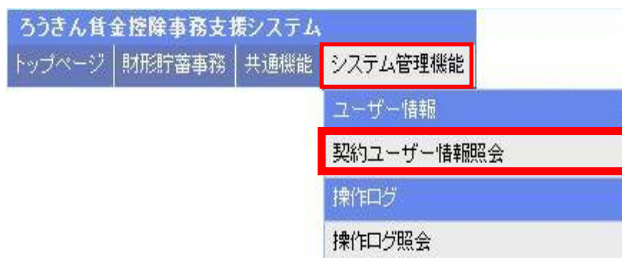 ろうきん賃金控除事務支援システム
トップページ 財形貯蓄事務 共通機能 システム管理機能
ユーザー情報
契約ユーザー情報照会
操作ログ
操作ログ照会